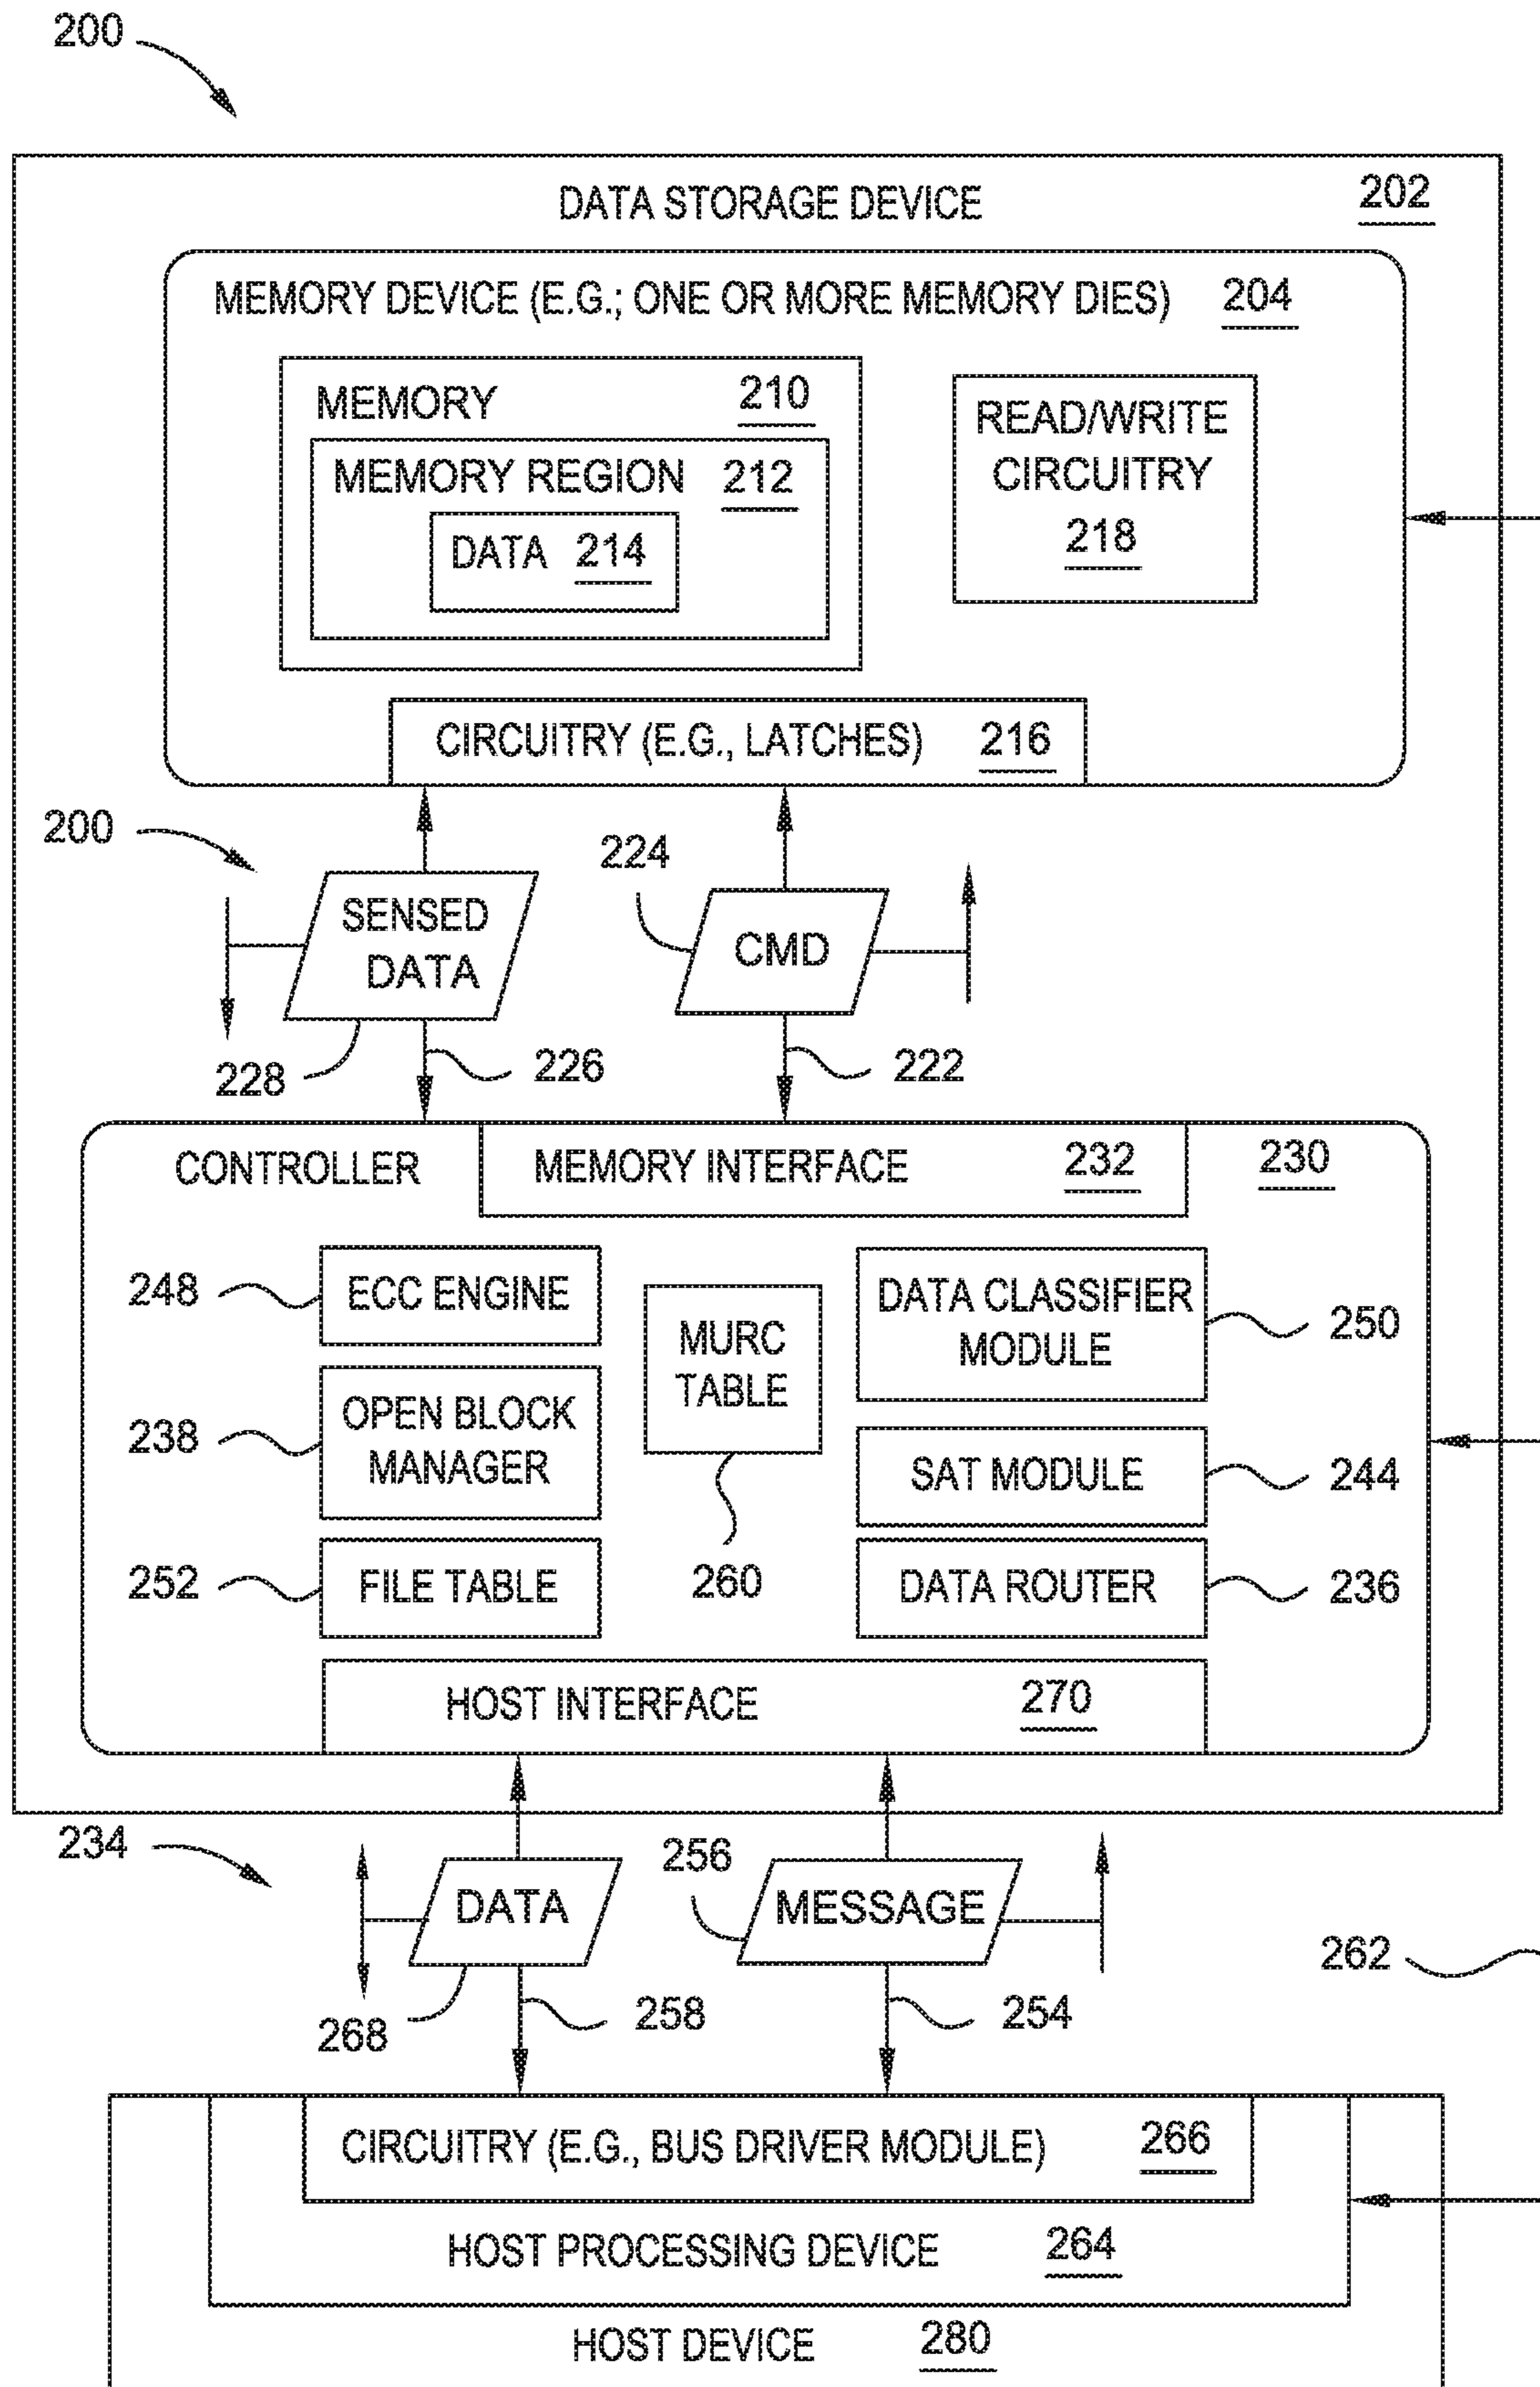 200
DATA STORAGE DEVICE 202
MEMORY DEVICE (E.G.; ONE OR MORE MEMORY DIES) 204
MEMORY 210
MEMORY REGION 212
DATA 214
READ/WRITE
CIRCUITRY
218
CIRCUITRY (E.G., LATCHES) 216
200
SENSED
DATA
228
226
224
CMD
222
CONTROLLER
MEMORY INTERFACE 232
230
248
ECC ENGINE
238
OPEN BLOCK
MANAGER
252
FILE TABLE
MURC
TABLE
260
DATA CLASSIFIER
MODULE
250
SAT MODULE
244
DATA ROUTER
236
HOST INTERFACE 270
234
DATA
268
258
256
MESSAGE
254
262
CIRCUITRY (E.G., BUS DRIVER MODULE) 266
HOST PROCESSING DEVICE 264
HOST DEVICE 280